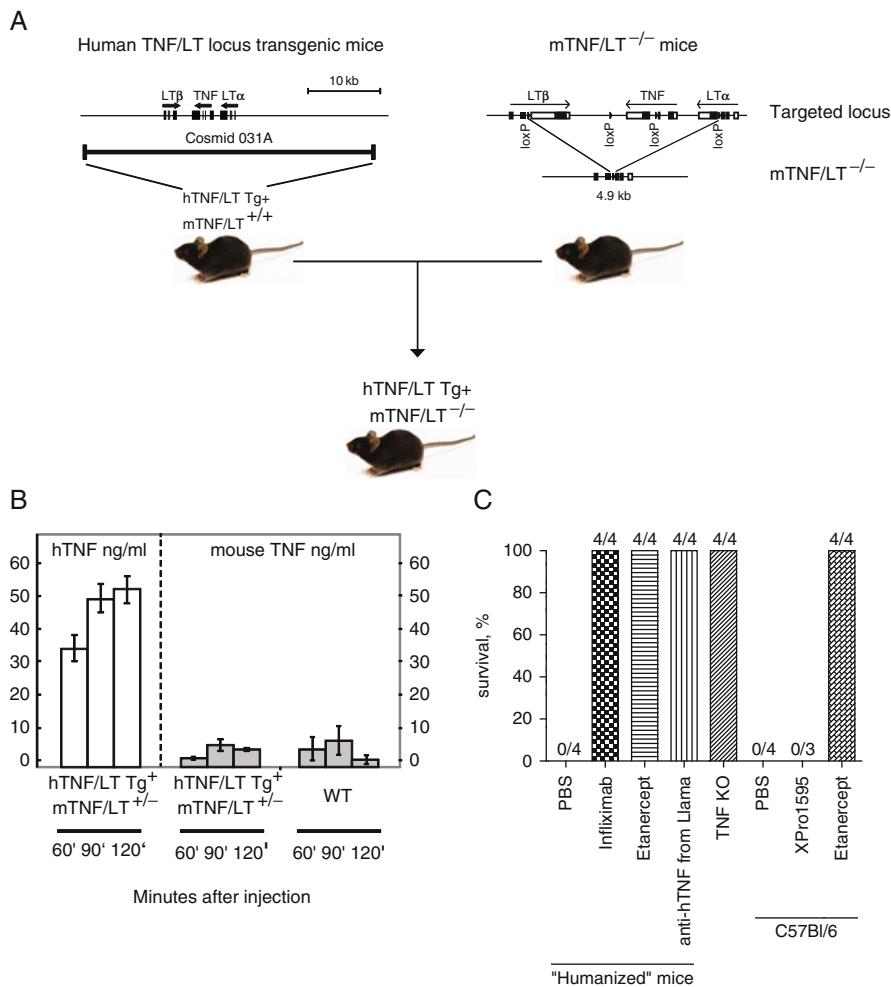 A
Human TNF/LT locus transgenic mice
mTNF/LT−/− mice
10 kb
LTβ TNF LTα
Cosmid 031A
hTNF/LT Tg+
mTNF/LT+/+
LTβ TNF LTα
loxP loxP loxP loxP
Targeted locus
4.9 kb
mTNF/LT−/−
hTNF/LT Tg+
mTNF/LT−/−
B
hTNF ng/ml
mouse TNF ng/ml
60 60
50 50
40 40
30 30
20 20
10 10
0 0
hTNF/LT Tg+
mTNF/LT+/−
hTNF/LT Tg+
mTNF/LT+/−
WT
60' 90‘ 120‘
60' 90' 120'
60' 90' 120'
Minutes after injection
C
survival, %
100
80
60
40
20
0
0/4 4/4 4/4 4/4 4/4 0/4 0/3 4/4
PBS
Infliximab
Etanercept
anti-hTNF from Llama
TNF KO
PBS
XPro1595
Etanercept
C57Bl/6
"Humanized" mice